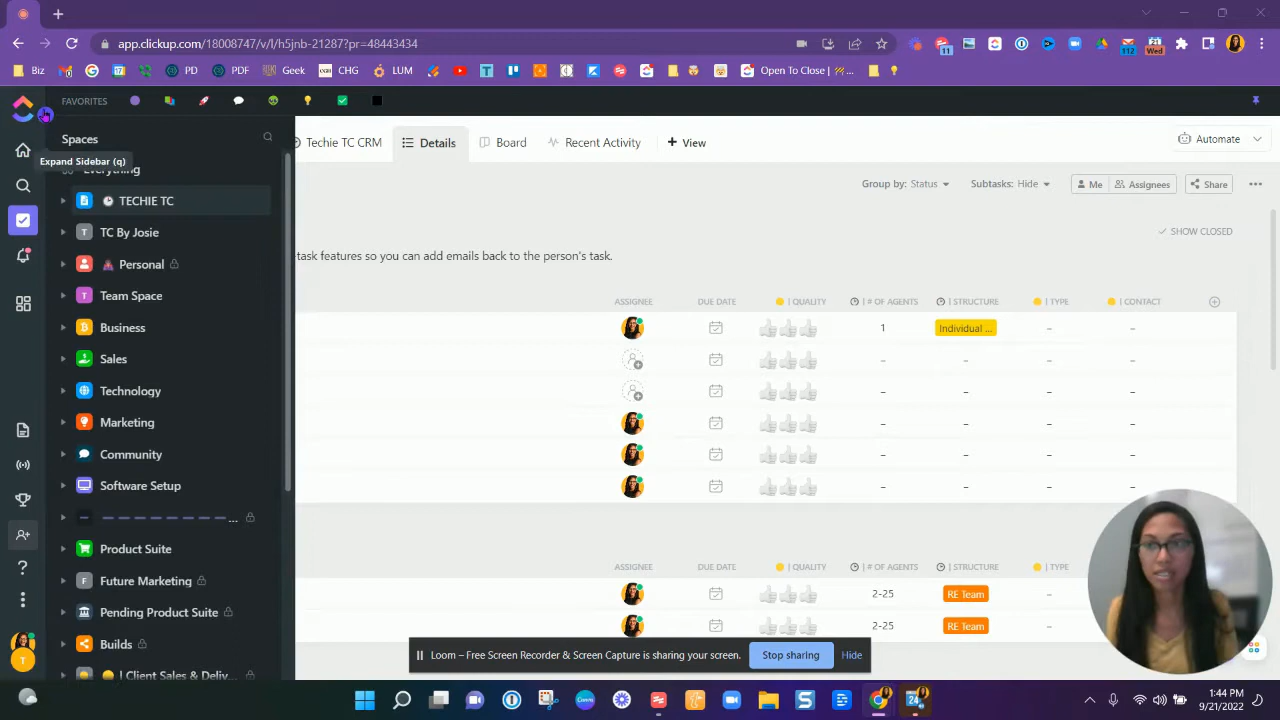 app.clickup.com/18008747/v/l/h5jnb-21287?pr=48443434
11
112
21
Wed
Biz
M
G
PD
PDF
Geek
CHG
LUM
T
Open To Close | ...
FAVORITES
Spaces
Expand Sidebar (q)
Everything
TECHIE TC
T TC By Josie
Personal
T Team Space
Business
Sales
Technology
Marketing
Community
Software Setup
...
Product Suite
F Future Marketing
Pending Product Suite
Builds
| Client Sales & Deliv...
T
Techie TC CRM
Details
Board
Recent Activity
+ View
Automate
Group by: Status
Subtasks: Hide
Me
Assignees
Share
SHOW CLOSED
task features so you can add emails back to the person's task.
ASSIGNEE DUE DATE | QUALITY | # OF AGENTS | STRUCTURE | TYPE | CONTACT
1 Individual ... – –
– – – –
– – – –
– – – –
– – – –
– – – –
ASSIGNEE DUE DATE | QUALITY | # OF AGENTS | STRUCTURE | TYPE
2-25 RE Team –
2-25 RE Team –
Loom – Free Screen Recorder & Screen Capture is sharing your screen.
Stop sharing
Hide
24
1:44 PM
9/21/2022